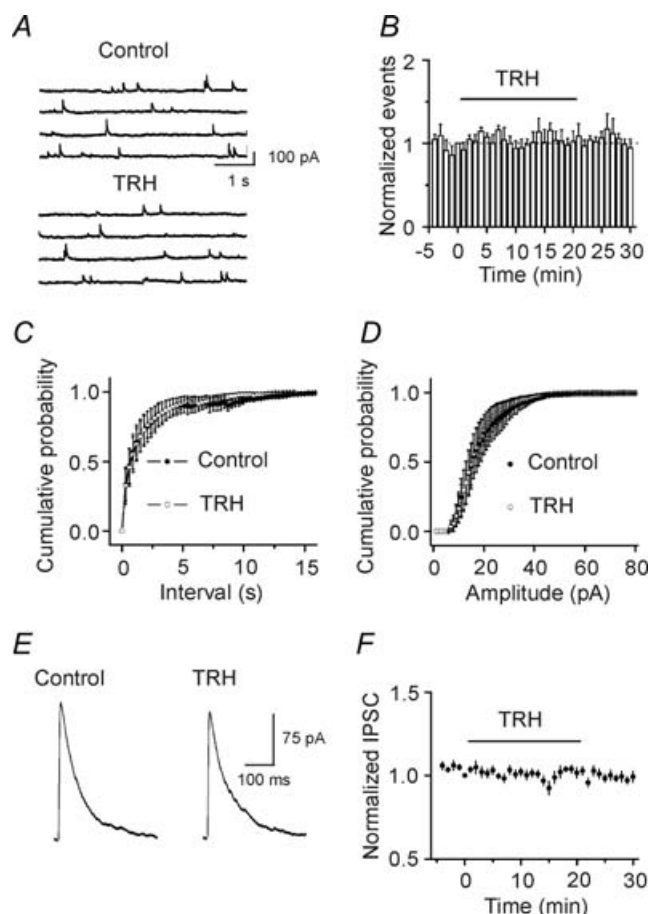 A
Control
100 pA
1 s
TRH
B
TRH
Normalized events
2
1
0
-5 0 5 10 15 20 25 30
Time (min)
C
Cumulative probability
1.0
0.5
0.0
Control
TRH
0 5 10 15
Interval (s)
D
Cumulative probability
1.0
0.5
0.0
Control
TRH
0 20 40 60 80
Amplitude (pA)
E
Control
TRH
75 pA
100 ms
F
Normalized IPSC
1.5
1.0
0.5
TRH
0 10 20 30
Time (min)